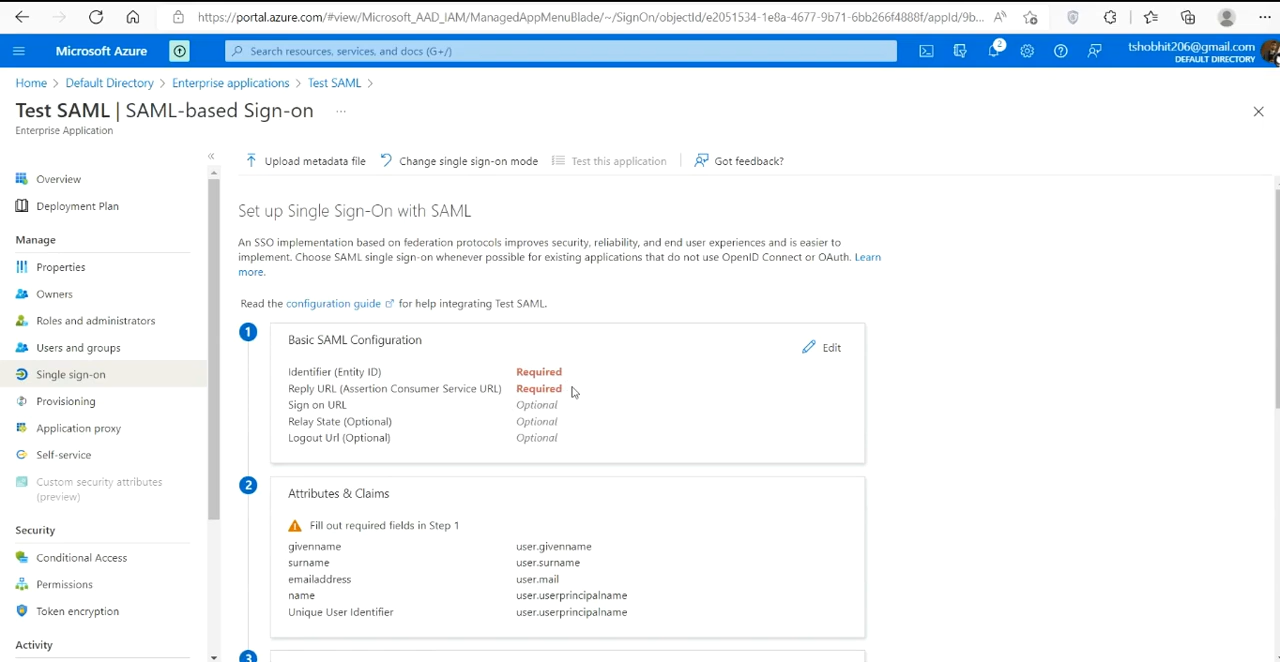 https://portal.azure.com/#view/Microsoft_AAD_IAM/ManagedAppMenuBlade/~/SignOn/objectId/e2051534-1e8a-4677-9b71-6bb266f4888f/appId/9b...
Microsoft Azure
Search resources, services, and docs (G+/)
2
tshobhit206@gmail.com
DEFAULT DIRECTORY
Home > Default Directory > Enterprise applications > Test SAML >
Test SAML | SAML-based Sign-on ...
Enterprise Application
Upload metadata file
Change single sign-on mode
Test this application
Got feedback?
Overview
Deployment Plan
Manage
Properties
Owners
Roles and administrators
Users and groups
Single sign-on
Provisioning
Application proxy
Self-service
Custom security attributes
(preview)
Security
Conditional Access
Permissions
Token encryption
Activity
Set up Single Sign-On with SAML
An SSO implementation based on federation protocols improves security, reliability, and end user experiences and is easier to
implement. Choose SAML single sign-on whenever possible for existing applications that do not use OpenID Connect or OAuth. Learn
more.
Read the configuration guide for help integrating Test SAML.
1
Basic SAML Configuration
Edit
Identifier (Entity ID) Required
Reply URL (Assertion Consumer Service URL) Required
Sign on URL Optional
Relay State (Optional) Optional
Logout Url (Optional) Optional
2
Attributes & Claims
Fill out required fields in Step 1
givenname user.givenname
surname user.surname
emailaddress user.mail
name user.userprincipalname
Unique User Identifier user.userprincipalname
3